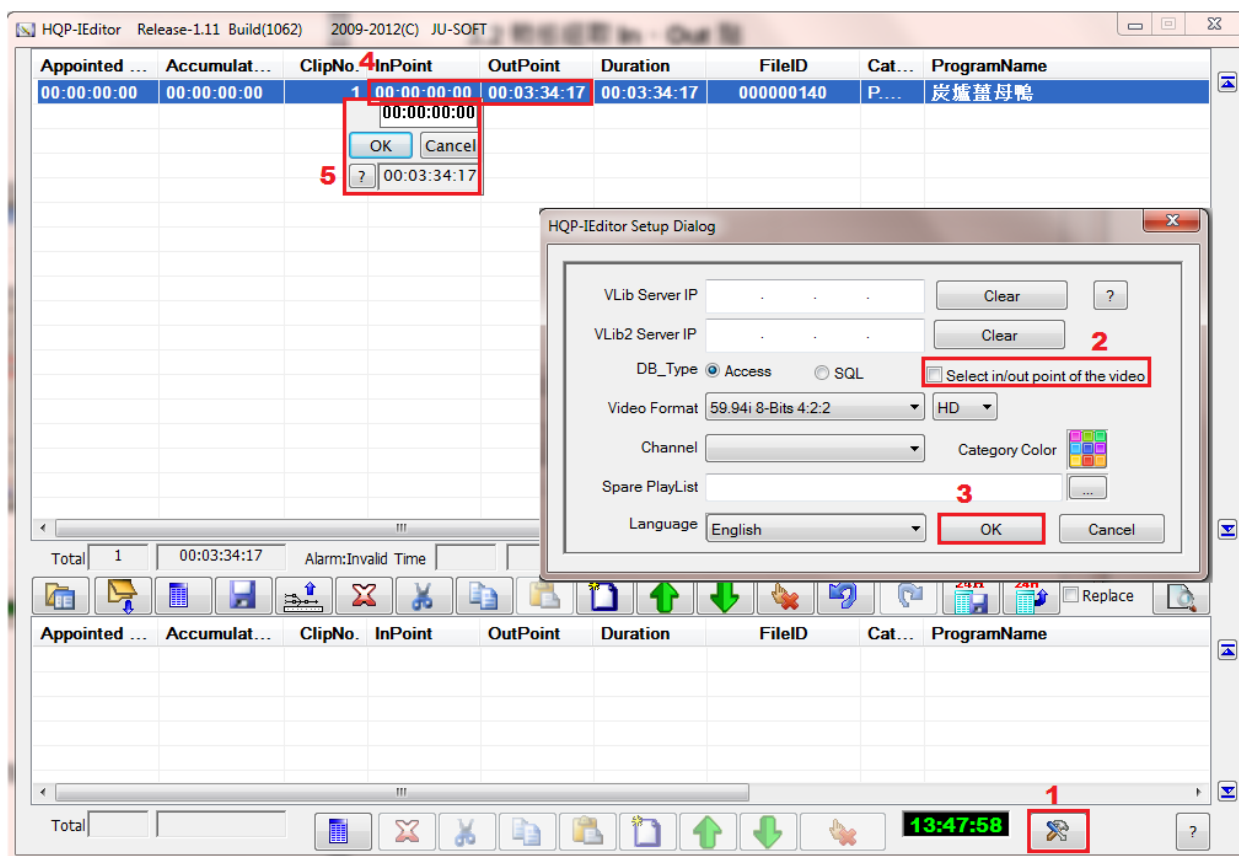 HQP-IEditor Release-1.11 Build(1062) 2009-2012(C) JU-SOFT
Appointed ... Accumulat... ClipNo. 4 InPoint OutPoint Duration FileID Cat... ProgramName
00:00:00:00 00:00:00:00 1 00:00:00:00 00:03:34:17 00:03:34:17 000000140 P.... 炭爐薑母鴨
00:00:00:00
OK Cancel
5 ? 00:03:34:17
HQP-IEditor Setup Dialog
VLib Server IP . . . Clear ?
VLib2 Server IP . . . Clear 2
DB_Type Access SQL Select in/out point of the video
Video Format 59.94i 8-Bits 4:2:2 HD
Channel Category Color
Spare PlayList 3 ...
Language English OK Cancel
Total 1 00:03:34:17 Alarm:Invalid Time
24H 24H Replace
Appointed ... Accumulat... ClipNo. InPoint OutPoint Duration FileID Cat... ProgramName
1
Total 13:47:58 ?